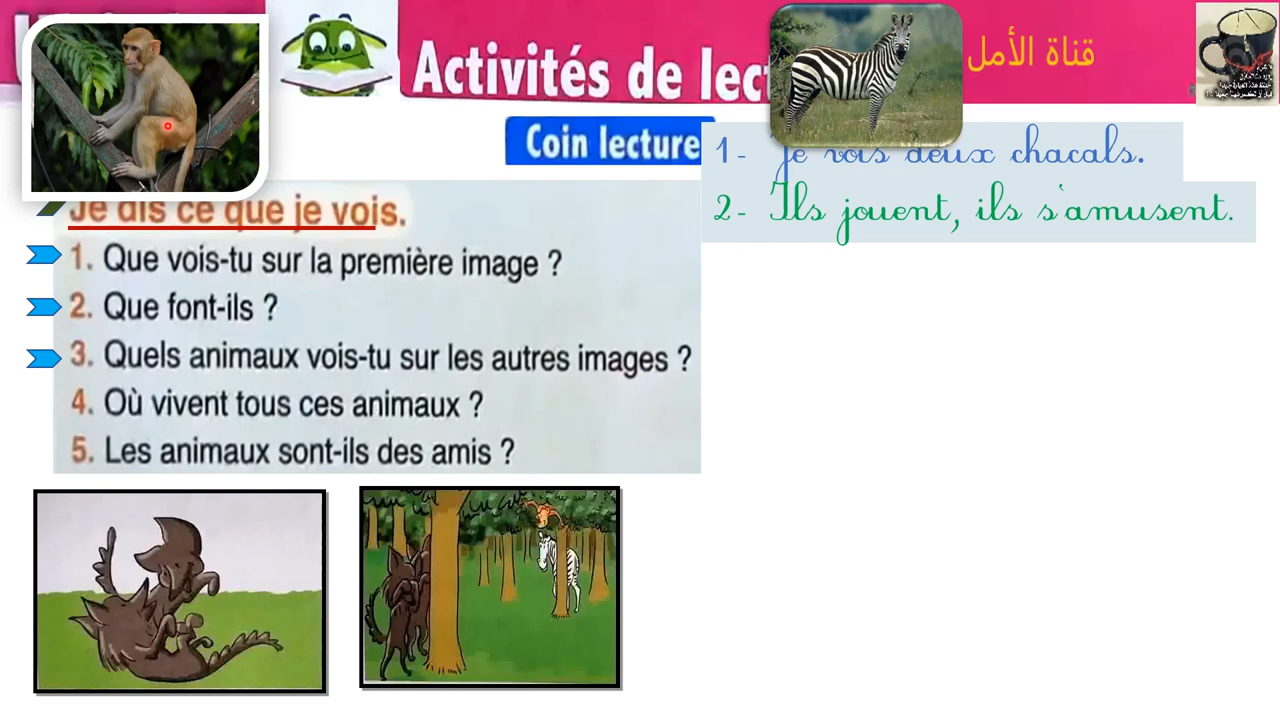 Activités de lect
قناة الأمل
Coin lecture
1- Je vois deux chacals.
2- Ils jouent, ils s'amusent.
Je dis ce que je vois.
1. Que vois-tu sur la première image ?
2. Que font-ils ?
3. Quels animaux vois-tu sur les autres images ?
4. Où vivent tous ces animaux ?
5. Les animaux sont-ils des amis ?